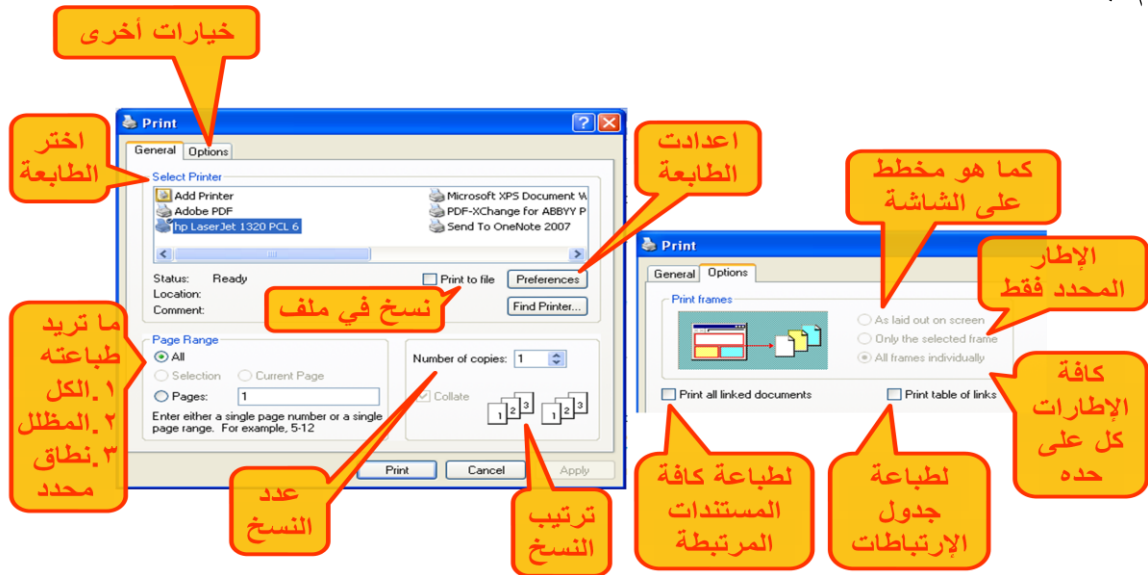 خيارات أخرى
اختر
الطابعة
Print
General
Options
Select Printer
Add Printer
Adobe PDF
hp LaserJet 1320 PCL 6
Microsoft XPS Document W
PDF-XChange for ABBYY P
Send To OneNote 2007
Status: Ready
Location:
Comment:
Print to file
Preferences
Find Printer...
اعدادت
الطابعة
نسخ في ملف
ما تريد
طباعته
١.الكل
٢.المظلل
٣.نطاق
محدد
Page Range
All
Selection
Current Page
Pages: 1
Enter either a single page number or a single
page range. For example, 5-12
Number of copies: 1
Collate
1 2 3 1 2 3
Print
Cancel
Apply
عدد
النسخ
ترتيب
النسخ
Print
General
Options
Print frames
As laid out on screen
Only the selected frame
All frames individually
Print all linked documents
Print table of links
كما هو مخطط
على الشاشة
الإطار
المحدد فقط
كافة
الإطارات
كل على
حده
لطباعة كافة
المستندات
المرتبطة
لطباعة
جدول
الإرتباطات